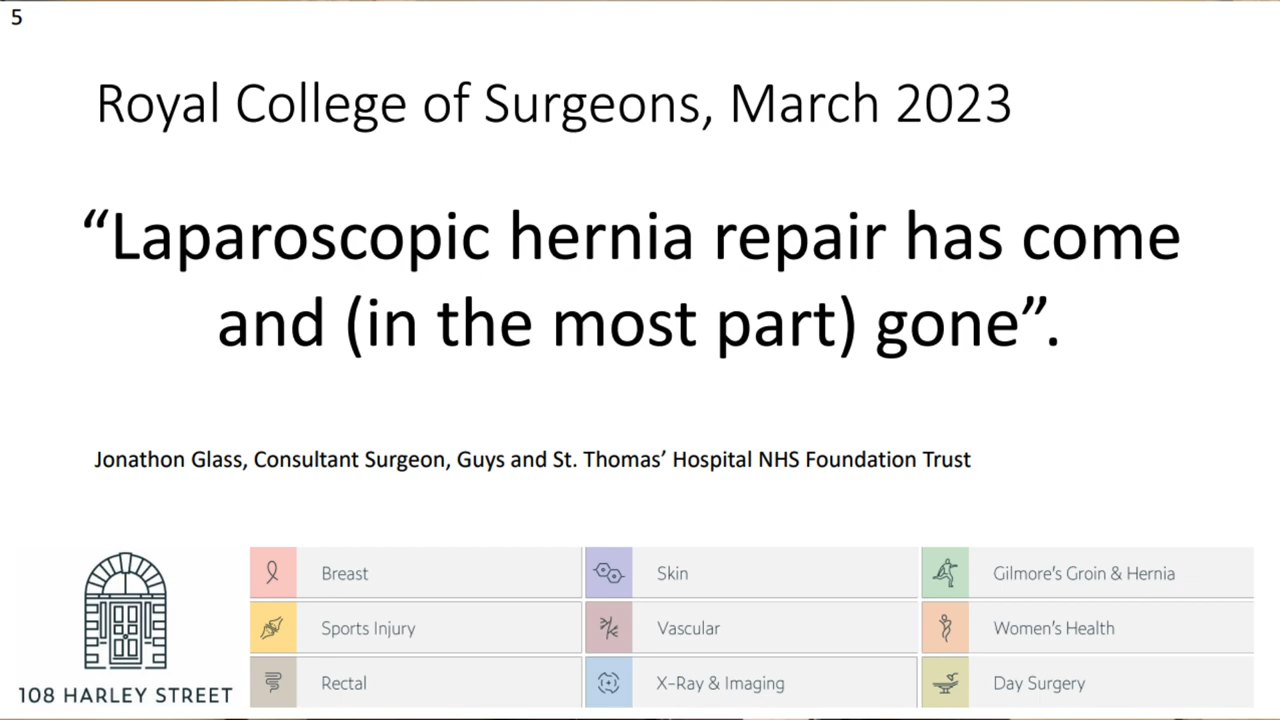 5
Royal College of Surgeons, March 2023
“Laparoscopic hernia repair has come
and (in the most part) gone”.
Jonathon Glass, Consultant Surgeon, Guys and St. Thomas’ Hospital NHS Foundation Trust
108 HARLEY STREET
Breast
Skin
Gilmore’s Groin & Hernia
Sports Injury
Vascular
Women’s Health
Rectal
X-Ray & Imaging
Day Surgery